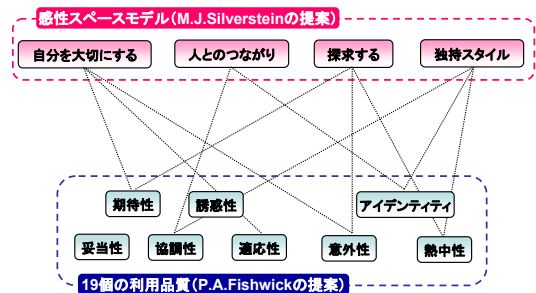 感性スペースモデル(M.J.Silversteinの提案)
自分を大切にする 人とのつながり 探求する 独持スタイル
期待性 誘惑性 アイデンティティ
妥当性 協調性 適応性 意外性 熱中性
19個の利用品質(P.A.Fishwickの提案)